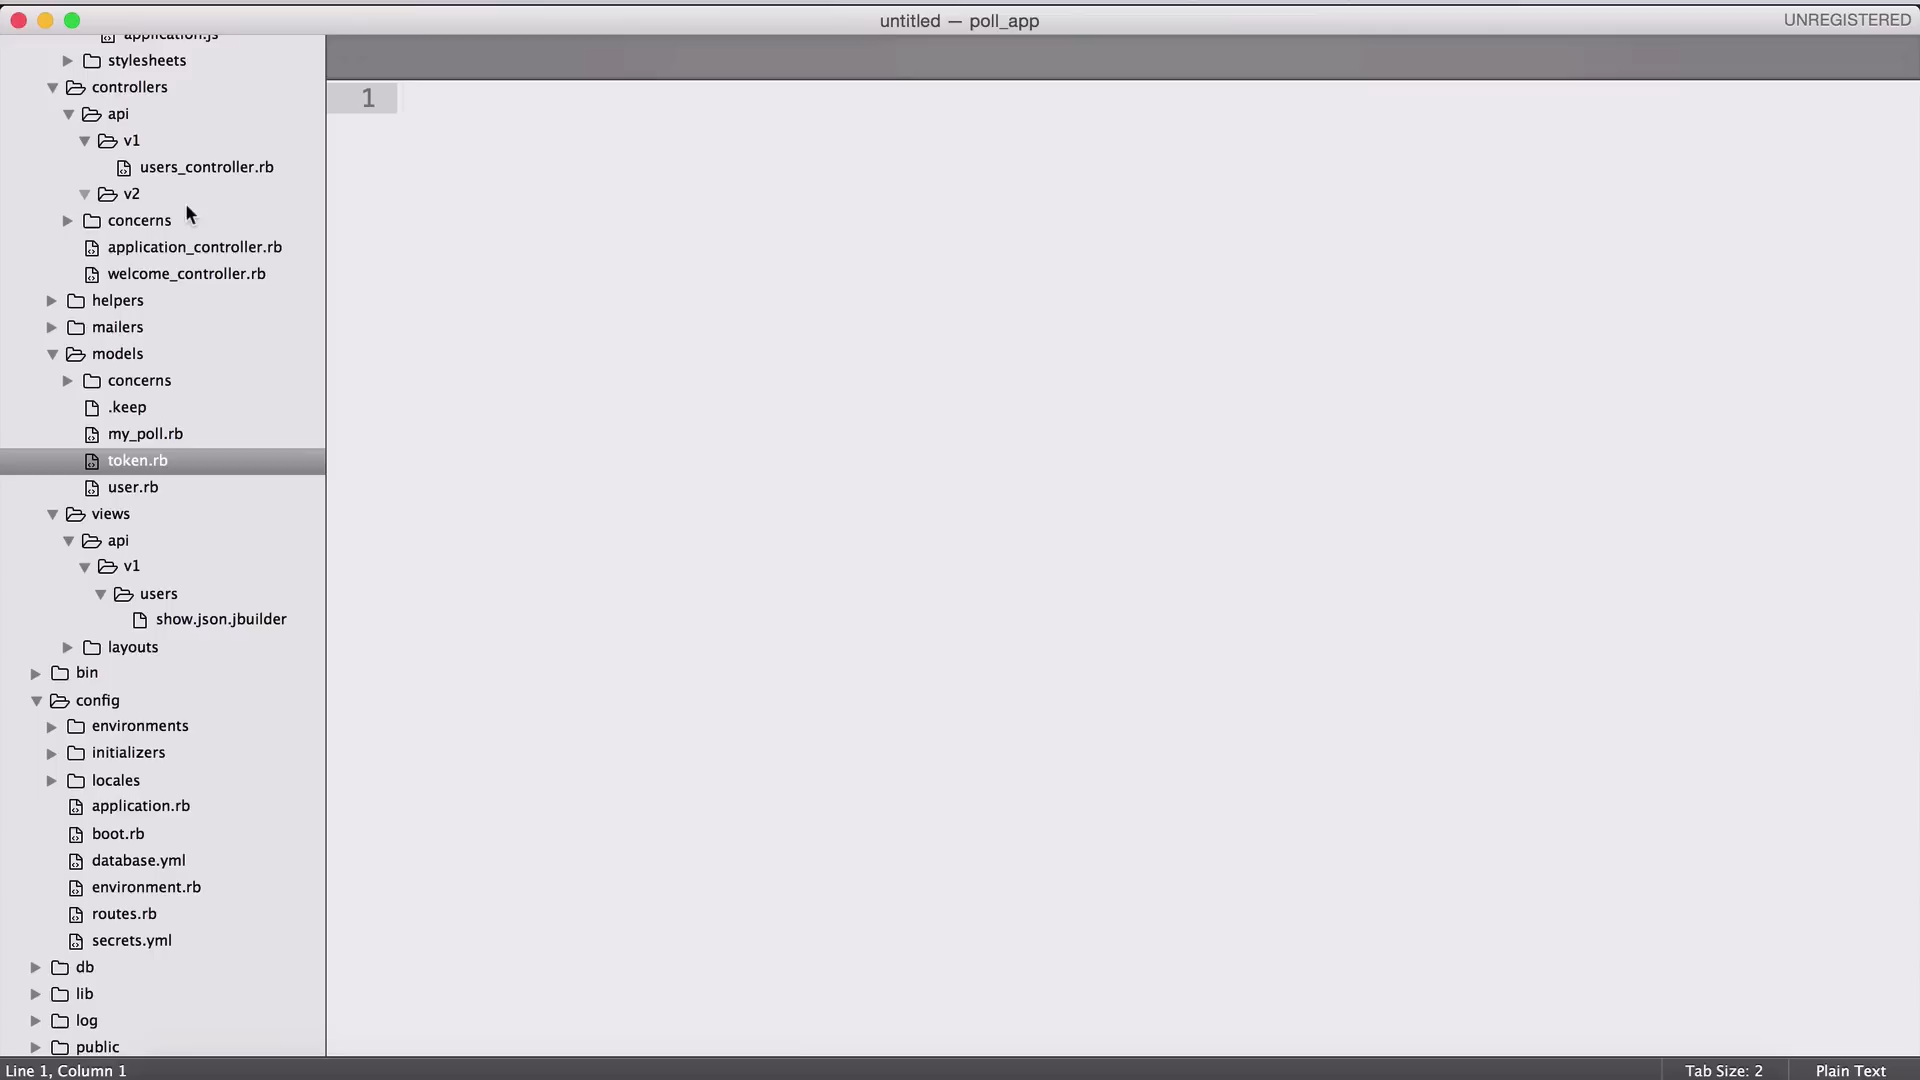 untitled — poll_app
UNREGISTERED
application.js
stylesheets
controllers
api
v1
users_controller.rb
v2
concerns
application_controller.rb
welcome_controller.rb
helpers
mailers
models
concerns
.keep
my_poll.rb
token.rb
user.rb
views
api
v1
users
show.json.jbuilder
layouts
bin
config
environments
initializers
locales
application.rb
boot.rb
database.yml
environment.rb
routes.rb
secrets.yml
db
lib
log
public
1
Line 1, Column 1
Tab Size: 2
Plain Text